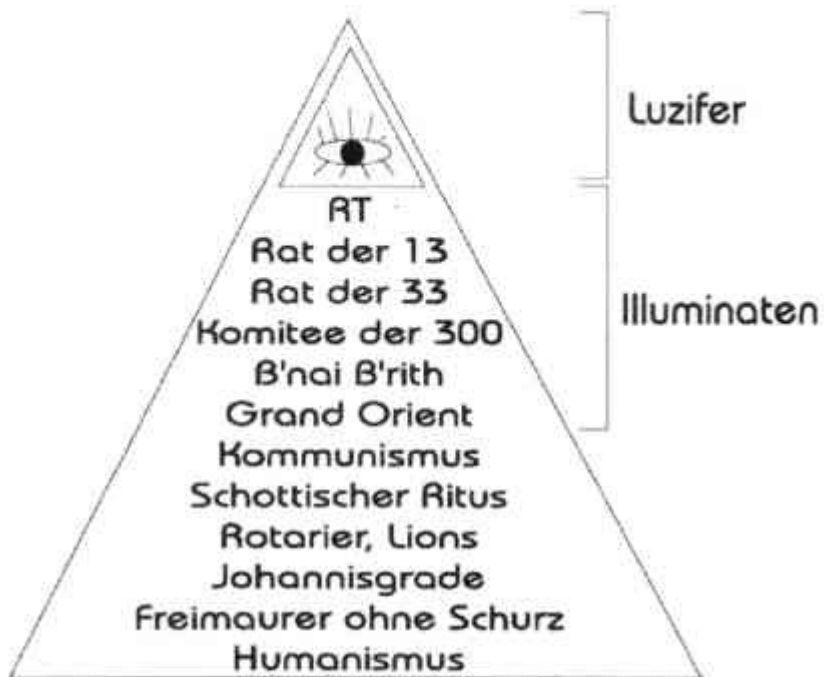 Luzifer
RT
Rat der 13
Rat der 33
Komitee der 300
B'nai B'rith
Grand Orient
Illuminaten
Kommunismus
Schottischer Ritus
Rotarier, Lions
Johannisgrade
Freimaurer ohne Schurz
Humanismus